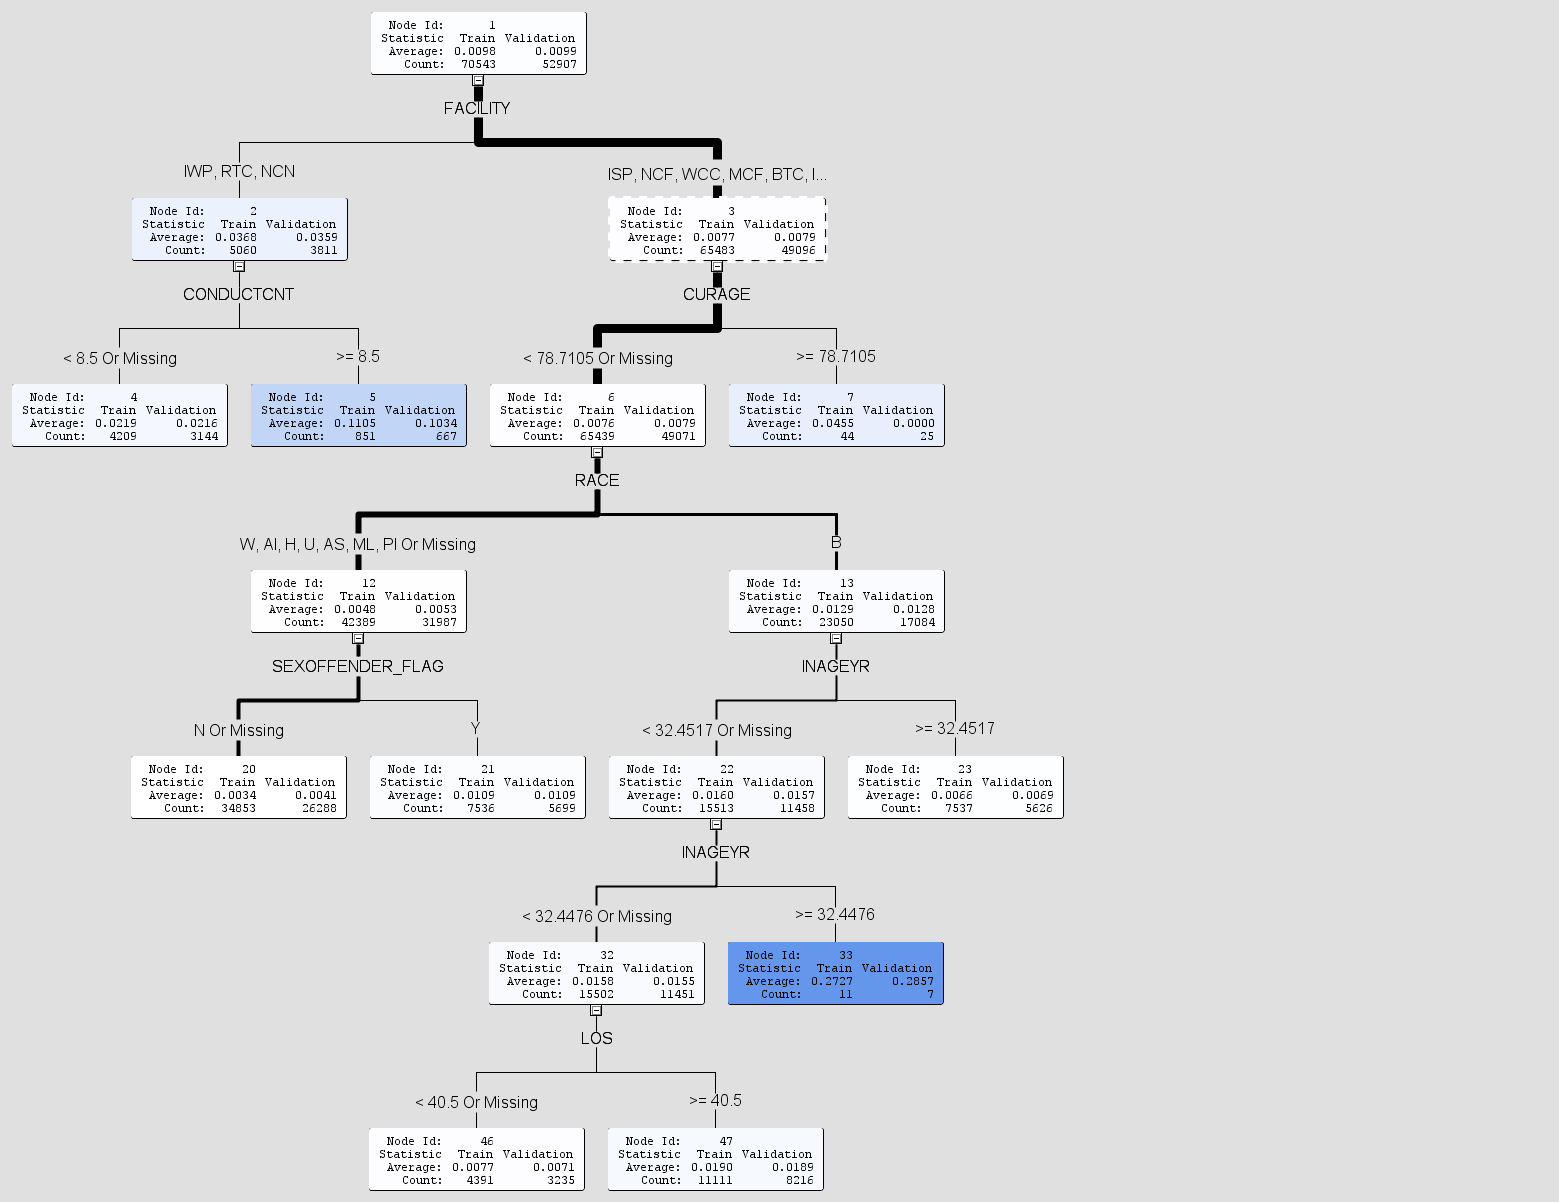 Node Id: 1
Statistic Train Validation
Average: 0.0098 0.0099
Count: 70543 52907
FACILITY
IWP, RTC, NCN
ISP, NCF, WCC, MCF, BTC, I...
Node Id: 2
Statistic Train Validation
Average: 0.0368 0.0359
Count: 5060 3811
Node Id: 3
Statistic Train Validation
Average: 0.0077 0.0079
Count: 65483 49096
CONDUCTCNT
CURAGE
< 8.5 Or Missing
>= 8.5
< 78.7105 Or Missing
>= 78.7105
Node Id: 4
Statistic Train Validation
Average: 0.0219 0.0216
Count: 4209 3144
Node Id: 5
Statistic Train Validation
Average: 0.1105 0.1034
Count: 851 667
Node Id: 6
Statistic Train Validation
Average: 0.0076 0.0079
Count: 65439 49071
Node Id: 7
Statistic Train Validation
Average: 0.0455 0.0000
Count: 44 25
RACE
W, AI, H, U, AS, ML, PI Or Missing
B
Node Id: 12
Statistic Train Validation
Average: 0.0048 0.0053
Count: 42389 31987
Node Id: 13
Statistic Train Validation
Average: 0.0129 0.0128
Count: 23050 17084
SEXOFFENDER_FLAG
INAGEYR
N Or Missing
Y
< 32.4517 Or Missing
>= 32.4517
Node Id: 20
Statistic Train Validation
Average: 0.0034 0.0041
Count: 34853 26288
Node Id: 21
Statistic Train Validation
Average: 0.0109 0.0109
Count: 7536 5699
Node Id: 22
Statistic Train Validation
Average: 0.0160 0.0157
Count: 15513 11458
Node Id: 23
Statistic Train Validation
Average: 0.0066 0.0069
Count: 7537 5626
INAGEYR
< 32.4476 Or Missing
>= 32.4476
Node Id: 32
Statistic Train Validation
Average: 0.0158 0.0155
Count: 15502 11451
Node Id: 33
Statistic Train Validation
Average: 0.2727 0.2857
Count: 11 7
LOS
< 40.5 Or Missing
>= 40.5
Node Id: 46
Statistic Train Validation
Average: 0.0077 0.0071
Count: 4391 3235
Node Id: 47
Statistic Train Validation
Average: 0.0190 0.0189
Count: 11111 8216